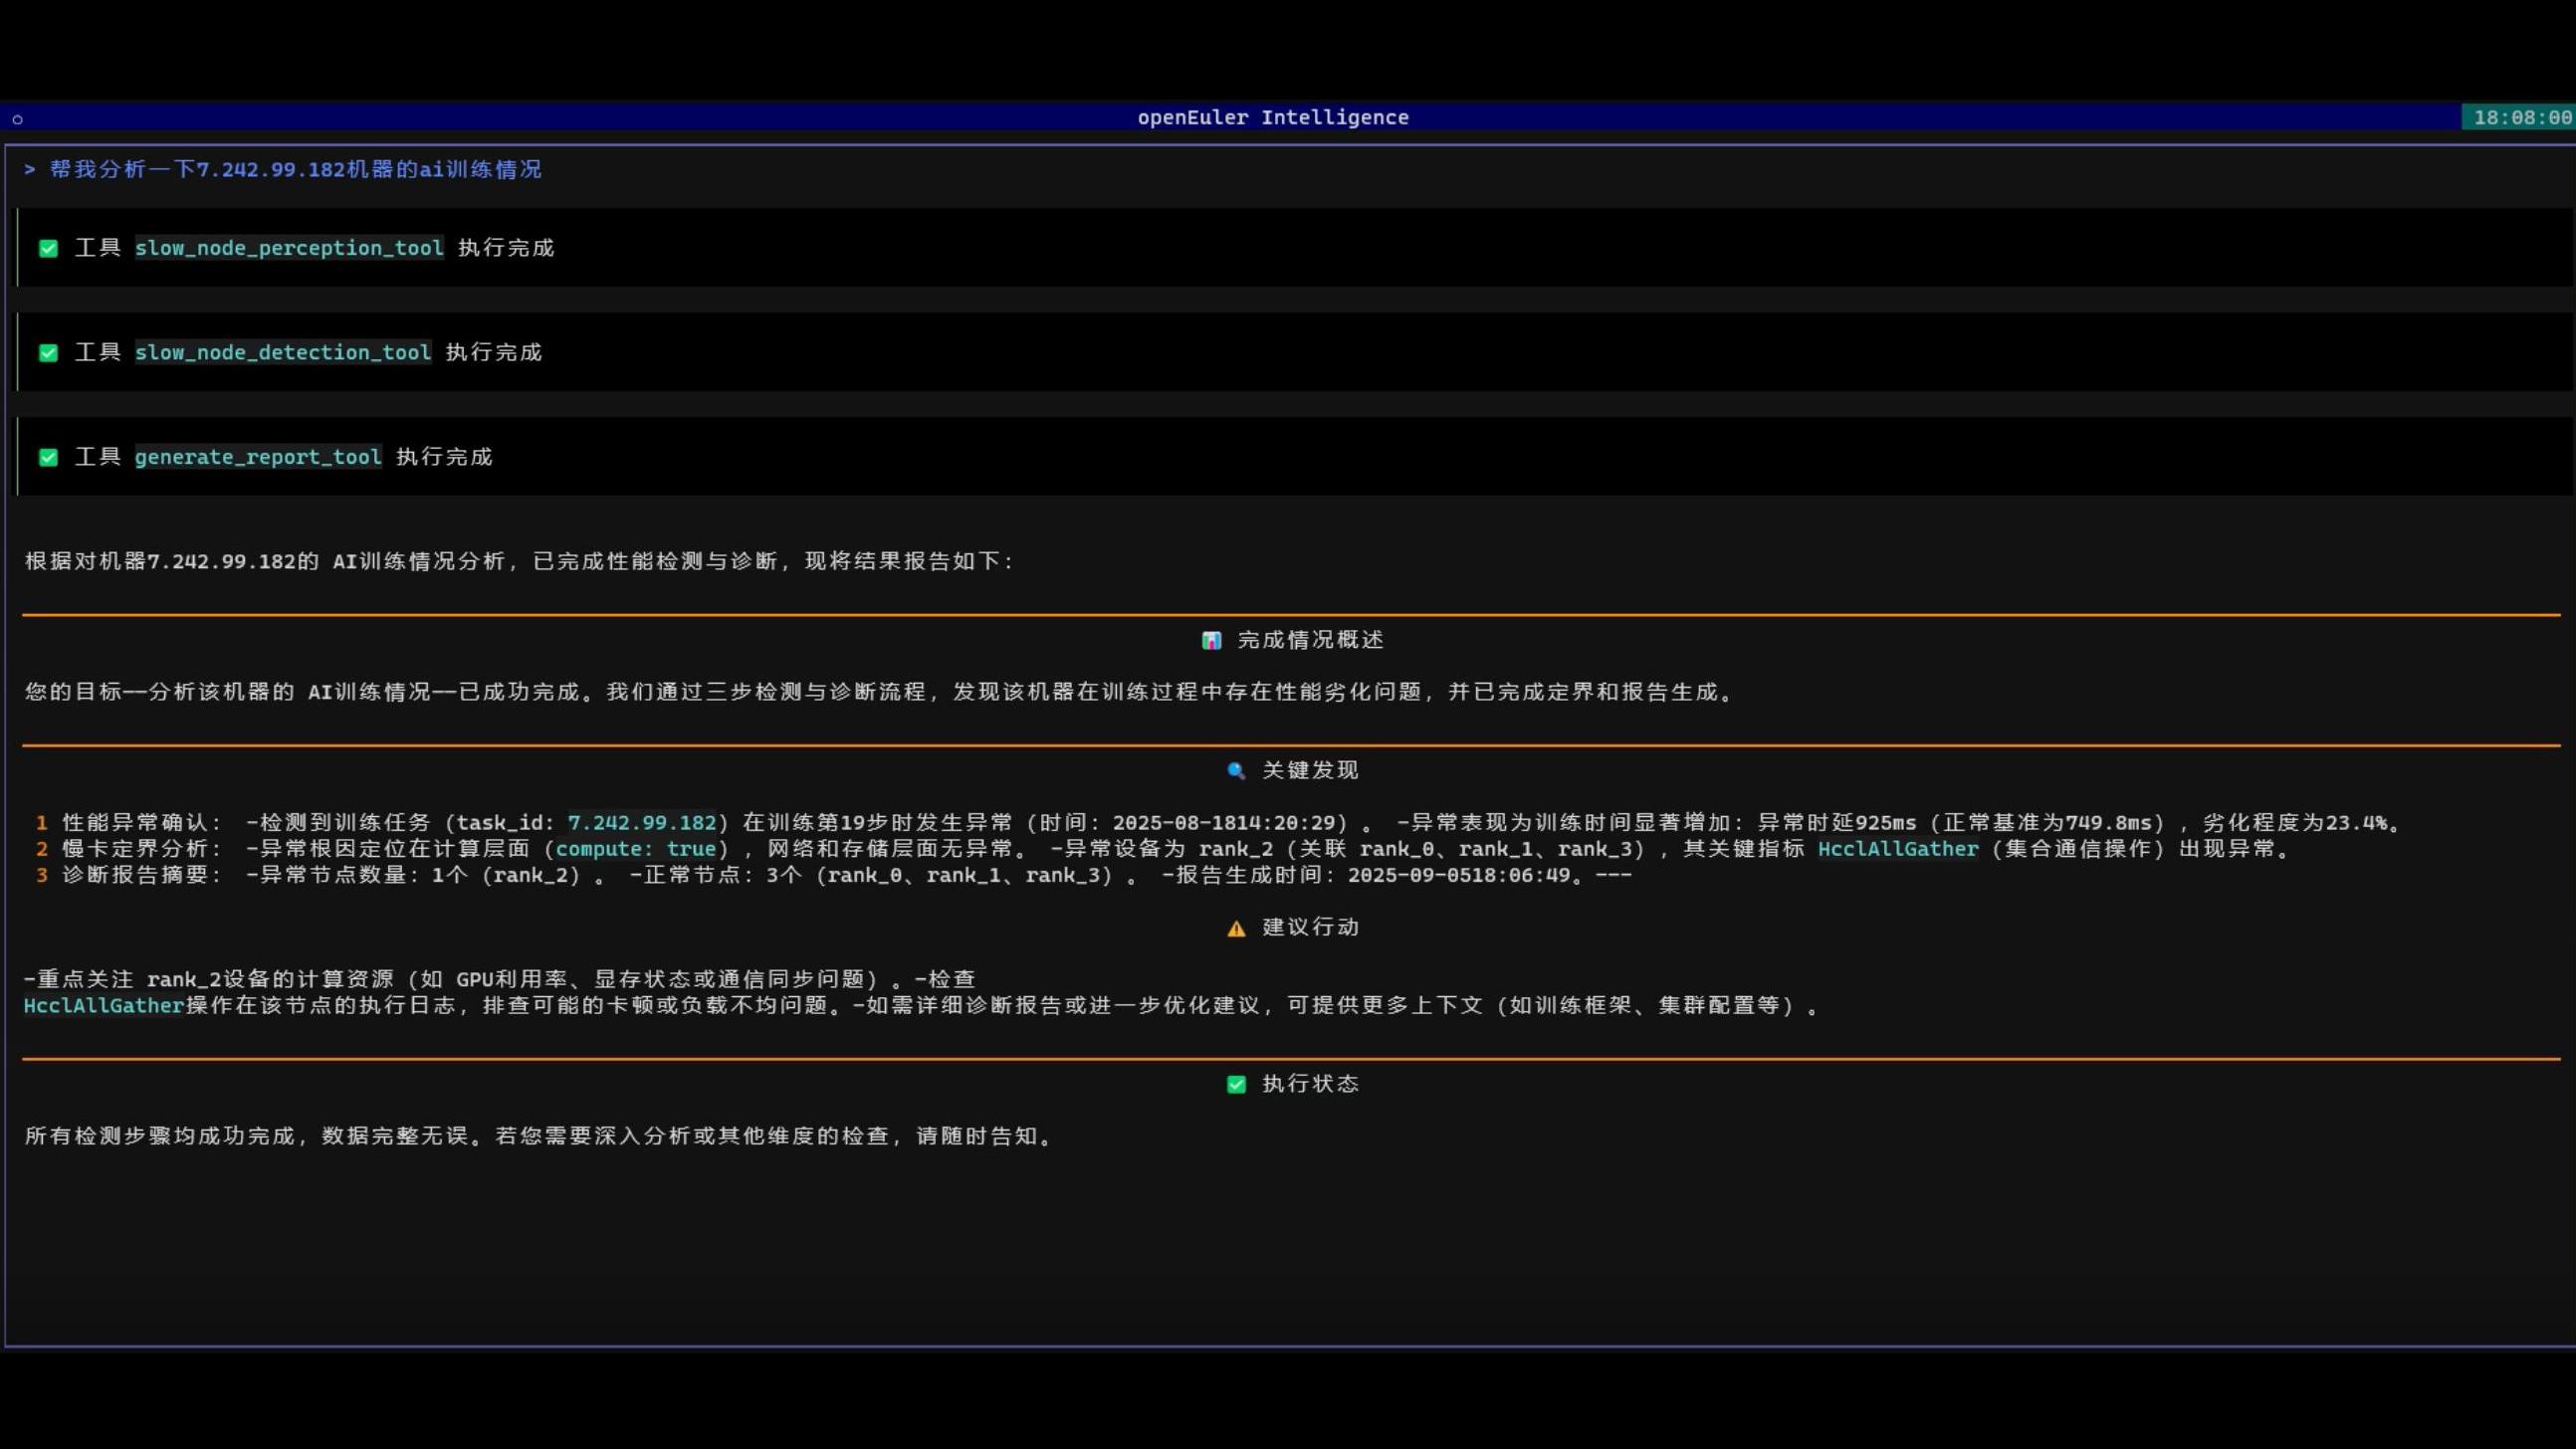 openEuler Intelligence
18:08:00
> 帮我分析一下7.242.99.182机器的ai训练情况
✅ 工具 slow_node_perception_tool 执行完成
✅ 工具 slow_node_detection_tool 执行完成
✅ 工具 generate_report_tool 执行完成
根据对机器7.242.99.182的 AI训练情况分析，已完成性能检测与诊断，现将结果报告如下：
📊 完成情况概述
您的目标——分析该机器的 AI训练情况——已成功完成。我们通过三步检测与诊断流程，发现该机器在训练过程中存在性能劣化问题，并已完成定界和报告生成。
🔍 关键发现
1 性能异常确认： -检测到训练任务（task_id: 7.242.99.182）在训练第19步时发生异常（时间：2025-08-1814:20:29）。 -异常表现为训练时间显著增加：异常时延925ms（正常基准为749.8ms），劣化程度为23.4%。
2 慢卡定界分析： -异常根因定位在计算层面（compute: true），网络和存储层面无异常。 -异常设备为 rank_2（关联 rank_0、rank_1、rank_3），其关键指标 HcclAllGather（集合通信操作）出现异常。
3 诊断报告摘要： -异常节点数量：1个（rank_2）。 -正常节点：3个（rank_0、rank_1、rank_3）。 -报告生成时间：2025-09-0518:06:49。---
⚠️ 建议行动
-重点关注 rank_2设备的计算资源（如 GPU利用率、显存状态或通信同步问题）。-检查
HcclAllGather操作在该节点的执行日志，排查可能的卡顿或负载不均问题。-如需详细诊断报告或进一步优化建议，可提供更多上下文（如训练框架、集群配置等）。
✅ 执行状态
所有检测步骤均成功完成，数据完整无误。若您需要深入分析或其他维度的检查，请随时告知。